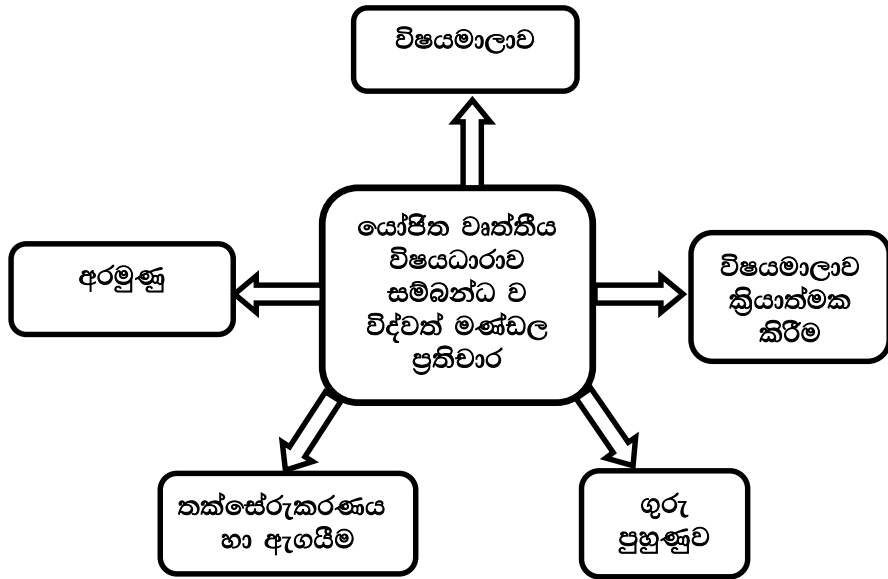 විෂයමාලාව
යෝජිත වෘත්තීය
විෂයධාරාව
සම්බන්ධ ව
විද්වත් මණ්ඩල
ප්‍රතිචාර
අරමුණු
විෂයමාලාව
ක්‍රියාත්මක
කිරීම
තක්සේරුකරණය
හා ඇගයීම
ගුරු
පුහුණුව